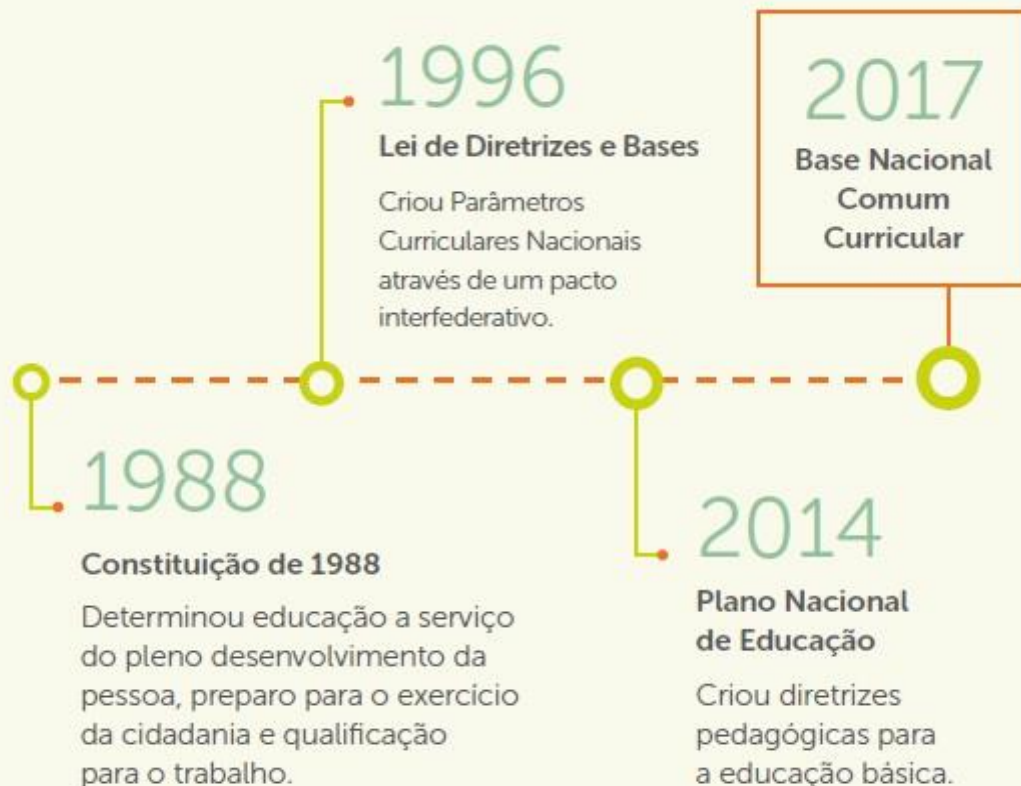 1996
Lei de Diretrizes e Bases
Criou Parâmetros
Curriculares Nacionais
através de um pacto
interfederativo.
2017
Base Nacional
Comum
Curricular
1988
Constituição de 1988
Determinou educação a serviço
do pleno desenvolvimento da
pessoa, preparo para o exercício
da cidadania e qualificação
para o trabalho.
2014
Plano Nacional
de Educação
Criou diretrizes
pedagógicas para
a educação básica.